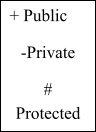 + Public
-Private
#
Protected